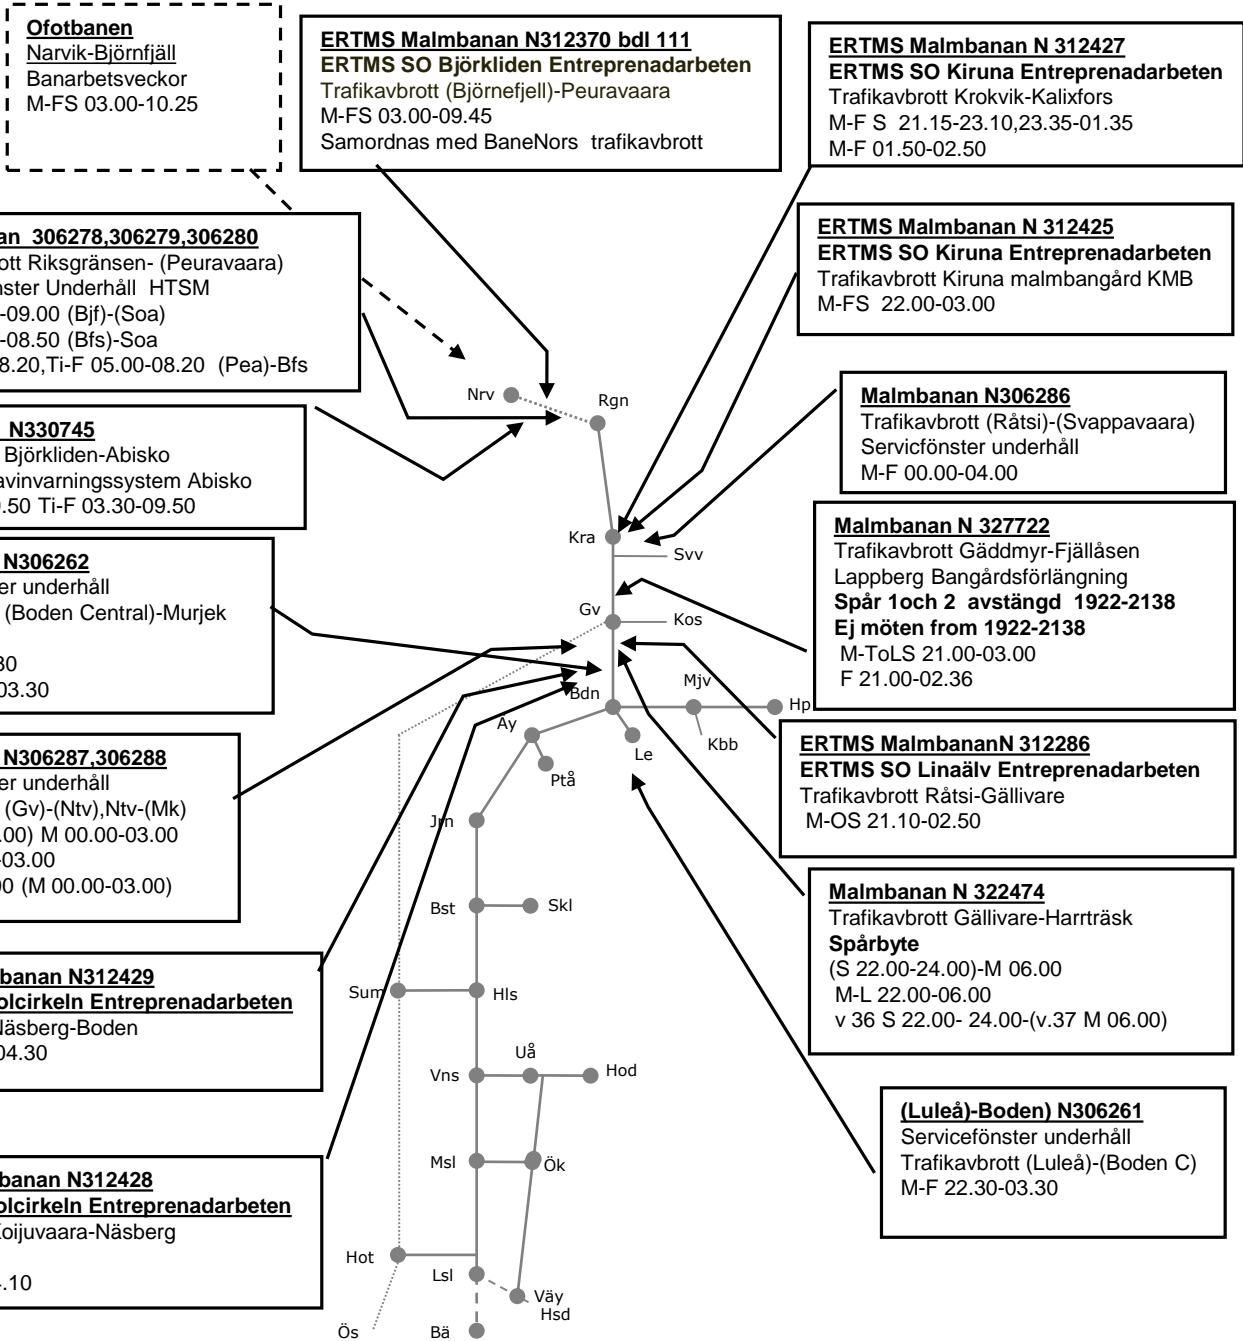 Ofotbanen
Narvik-Björnfjäll
Banarbetsveckor
M-FS 03.00-10.25
ERTMS Malmbanan N312370 bdl 111
ERTMS SO Björkliden Entreprenadarbeten
Trafikavbrott (Björnefjell)-Peuravaara
M-FS 03.00-09.45
Samordnas med BaneNors trafikavbrott
ERTMS Malmbanan N 312427
ERTMS SO Kiruna Entreprenadarbeten
Trafikavbrott Krokvik-Kalixfors
M-F S 21.15-23.10,23.35-01.35
M-F 01.50-02.50
an 306278,306279,306280
ott Riksgränsen- (Peuravaara)
nster Underhåll HTSM
-09.00 (Bjf)-(Soa)
-08.50 (Bfs)-Soa
8.20,Ti-F 05.00-08.20 (Pea)-Bfs
ERTMS Malmbanan N 312425
ERTMS SO Kiruna Entreprenadarbeten
Trafikavbrott Kiruna malmbangård KMB
M-FS 22.00-03.00
N330745
Björkliden-Abisko
avinvarningssystem Abisko
.50 Ti-F 03.30-09.50
Malmbanan N306286
Trafikavbrott (Råtsi)-(Svappavaara)
Servicfönster underhåll
M-F 00.00-04.00
N306262
er underhåll
(Boden Central)-Murjek
30
03.30
Malmbanan N 327722
Trafikavbrott Gäddmyr-Fjällåsen
Lappberg Bangårdsförlängning
Spår 1och 2 avstängd 1922-2138
Ej möten from 1922-2138
M-ToLS 21.00-03.00
F 21.00-02.36
N306287,306288
er underhåll
(Gv)-(Ntv),Ntv-(Mk)
.00) M 00.00-03.00
-03.00
00 (M 00.00-03.00)
ERTMS MalmbananN 312286
ERTMS SO Linaälv Entreprenadarbeten
Trafikavbrott Råtsi-Gällivare
M-OS 21.10-02.50
Malmbanan N 322474
Trafikavbrott Gällivare-Harrträsk
Spårbyte
(S 22.00-24.00)-M 06.00
M-L 22.00-06.00
v 36 S 22.00- 24.00-(v.37 M 06.00)
banan N312429
olcirkeln Entreprenadarbeten
Näsberg-Boden
04.30
(Luleå)-Boden) N306261
Servicefönster underhåll
Trafikavbrott (Luleå)-(Boden C)
M-F 22.30-03.30
banan N312428
olcirkeln Entreprenadarbeten
Koijuvaara-Näsberg
.10
Nrv
Rgn
Kra
Svv
Gv
Kos
Bdn
Mjv
Hp
Ay
Le
Kbb
Ptå
Jrn
Bst
Skl
Sum
Hls
Uå
Vns
Hod
Msl
Ök
Hot
Lsl
Väy
Hsd
Ös
Bä